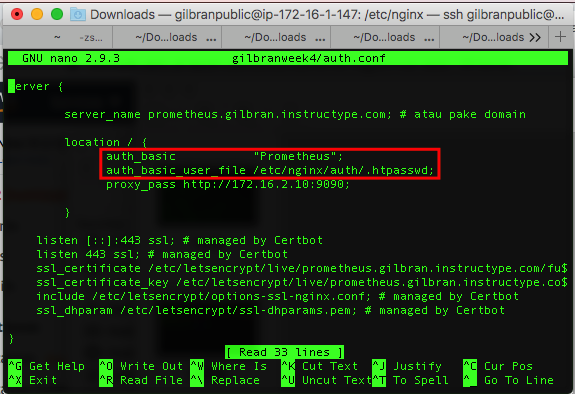 Downloads — gilbranpublic@ip-172-16-1-147: /etc/nginx — ssh gilbranpublic@...
~ -zs... ~/Do...loads ... ~/Do...loads ... ~/Do...loads ... ~/Do...loads >> +
GNU nano 2.9.3 gilbranweek4/auth.conf
erver {
server_name prometheus.gilbran.instructype.com; # atau pake domain
location / {
auth_basic "Prometheus";
auth_basic_user_file /etc/nginx/auth/.htpasswd;
proxy_pass http://172.16.2.10:9090;
}
listen [::]:443 ssl; # managed by Certbot
listen 443 ssl; # managed by Certbot
ssl_certificate /etc/letsencrypt/live/prometheus.gilbran.instructype.com/fu$
ssl_certificate_key /etc/letsencrypt/live/prometheus.gilbran.instructype.co$
include /etc/letsencrypt/options-ssl-nginx.conf; # managed by Certbot
ssl_dhparam /etc/letsencrypt/ssl-dhparams.pem; # managed by Certbot
}
[ Read 33 lines ]
^G Get Help ^O Write Out ^W Where Is ^K Cut Text ^J Justify ^C Cur Pos
^X Exit ^R Read File ^\ Replace ^U Uncut Text ^T To Spell ^_ Go To Line